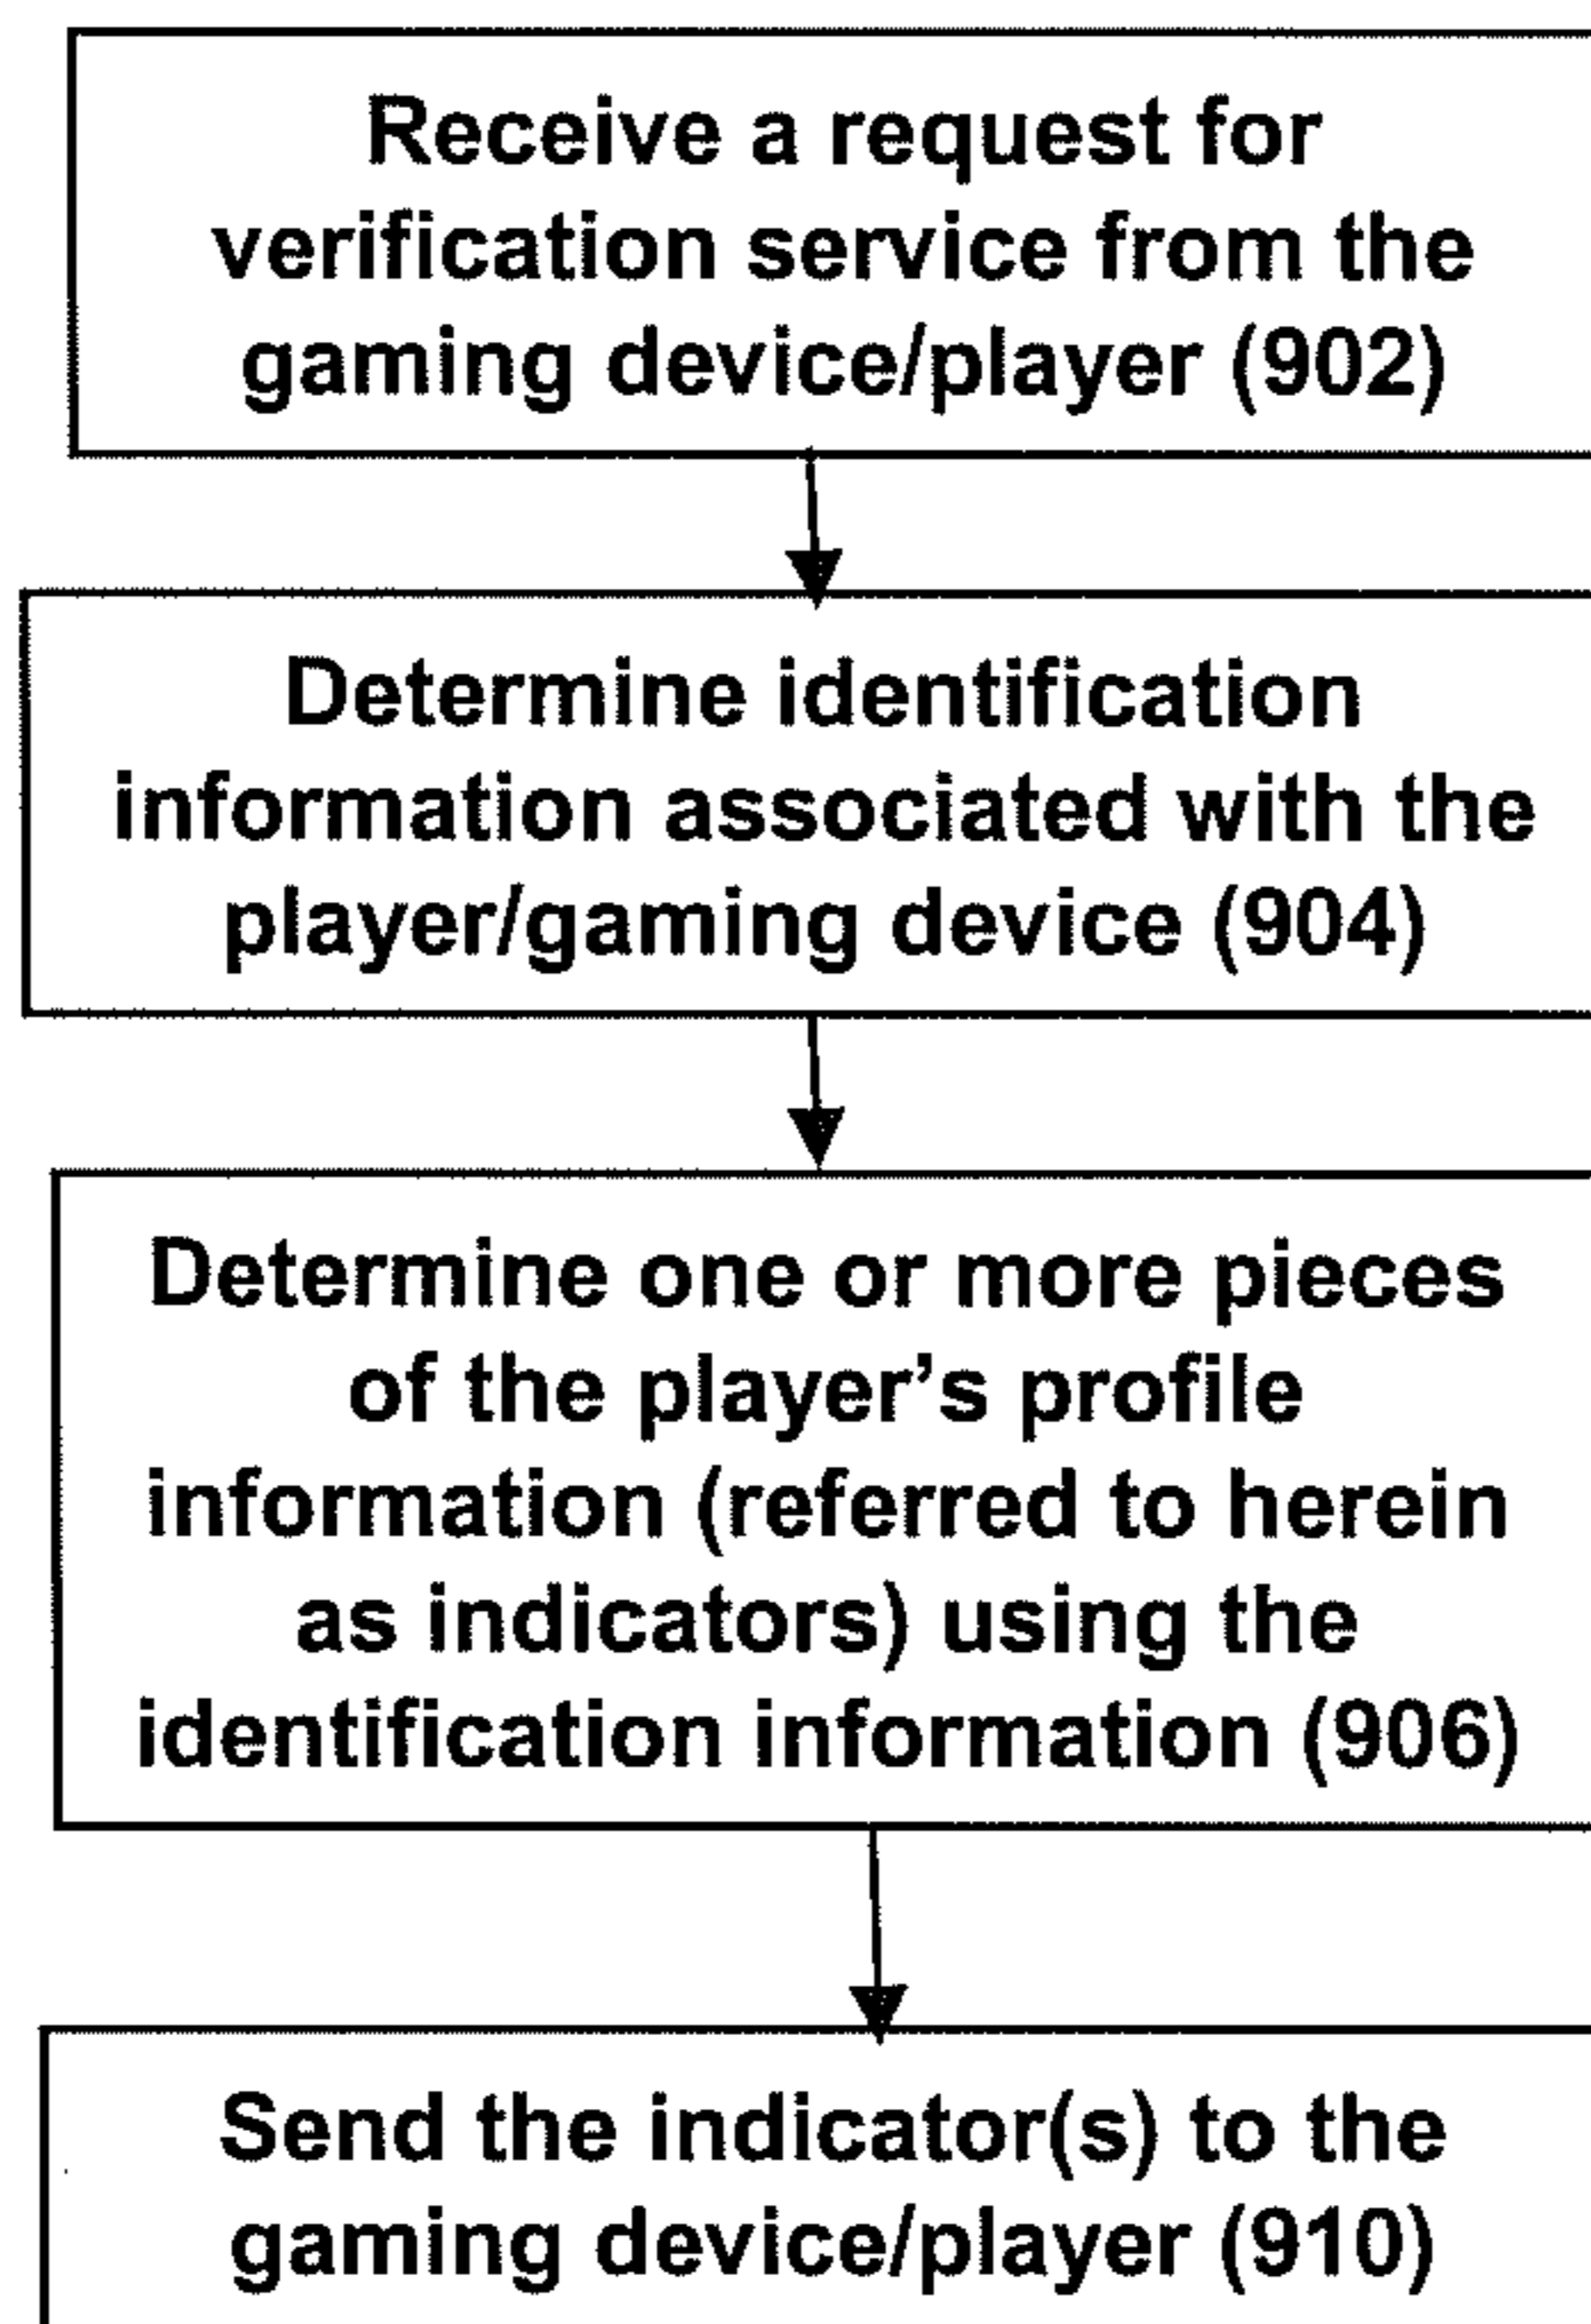 Receive a request for
verification service from the
gaming device/player (902)
Determine identification
information associated with the
player/gaming device (904)
Determine one or more pieces
of the player's profile
information (referred to herein
as indicators) using the
identification information (906)
Send the indicator(s) to the
gaming device/player (910)